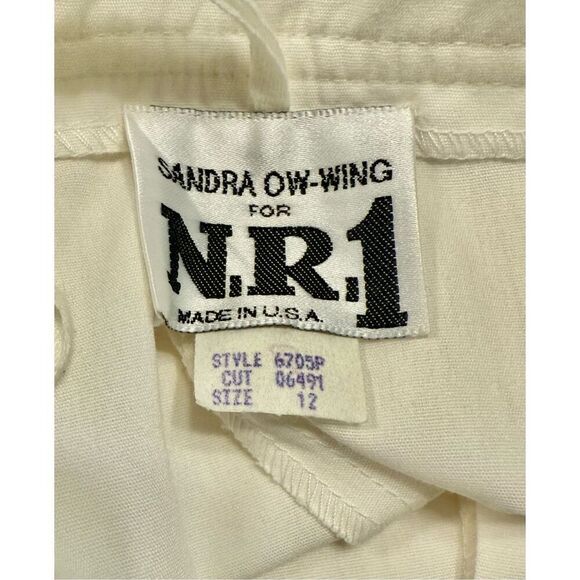 SANDRA OW-WING
FOR
N.R.1
MADE IN U.S.A.
STYLE 6705P
CUT 06491
SIZE 12